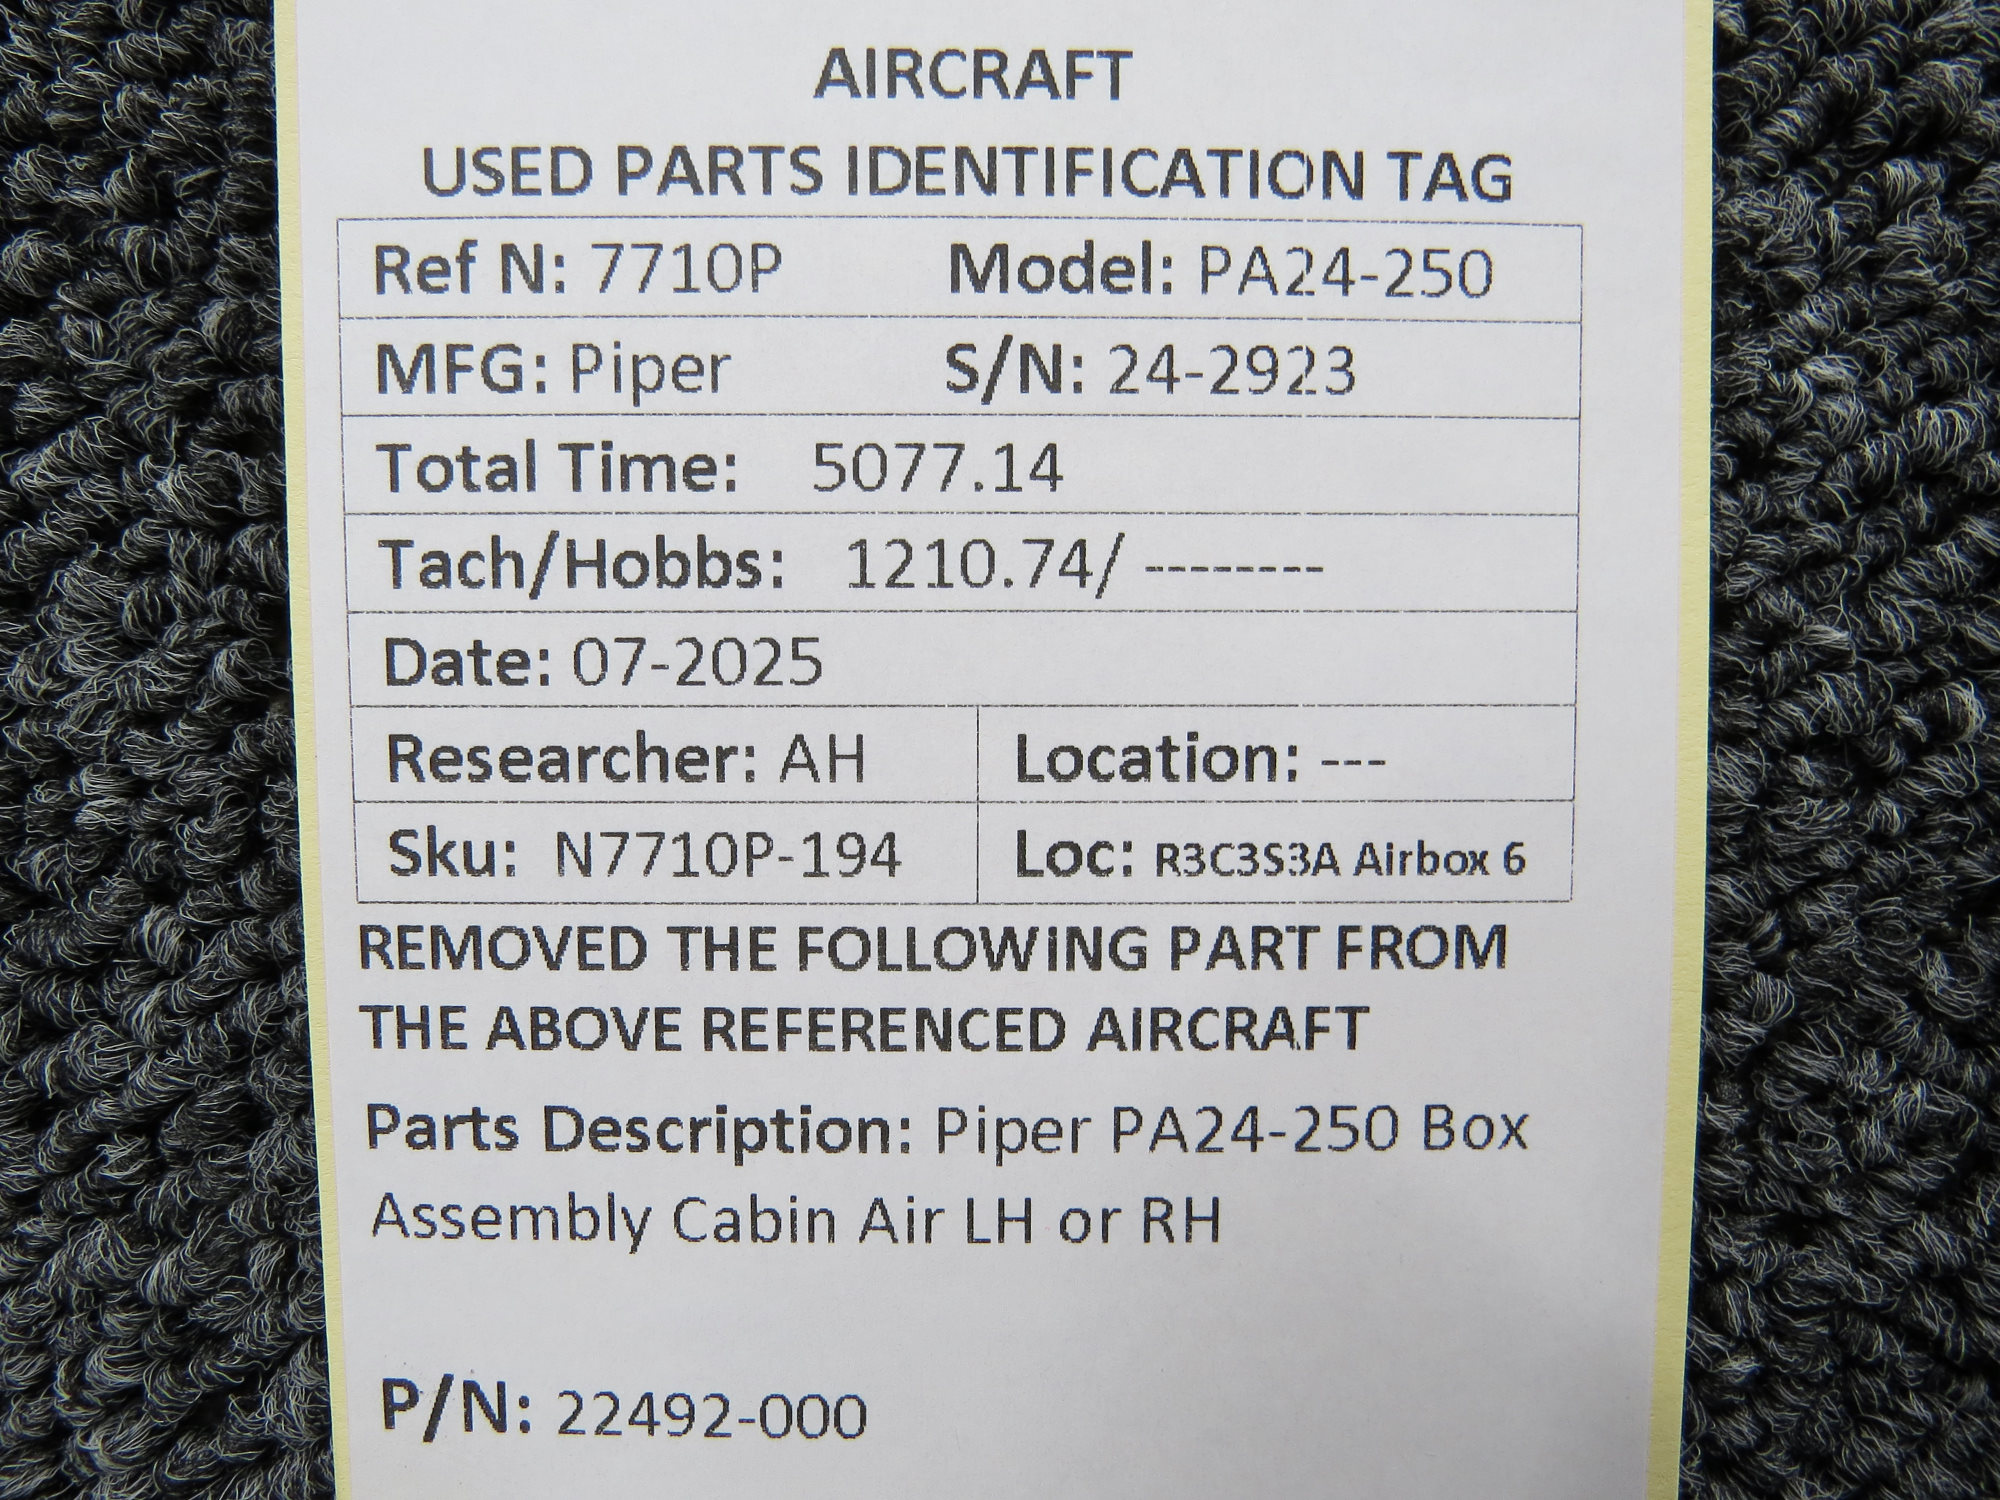 AIRCRAFT
USED PARTS IDENTIFICATION TAG
Ref N: 7710P Model: PA24-250
MFG: Piper S/N: 24-2923
Total Time: 5077.14
Tach/Hobbs: 1210.74/ --------
Date: 07-2025
Researcher: AH Location: ---
Sku: N7710P-194 Loc: R3C3S3A Airbox 6
REMOVED THE FOLLOWING PART FROM
THE ABOVE REFERENCED AIRCRAFT
Parts Description: Piper PA24-250 Box
Assembly Cabin Air LH or RH
P/N: 22492-000